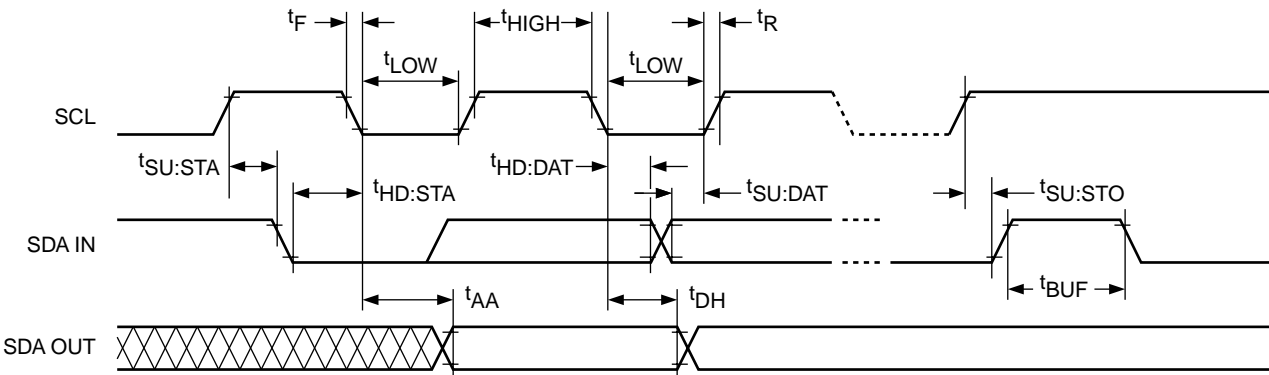 tF
tHIGH
tR
tLOW
tLOW
SCL
tSU:STA
tHD:STA
tHD:DAT
tSU:DAT
tSU:STO
SDA IN
tBUF
tAA
tDH
SDA OUT